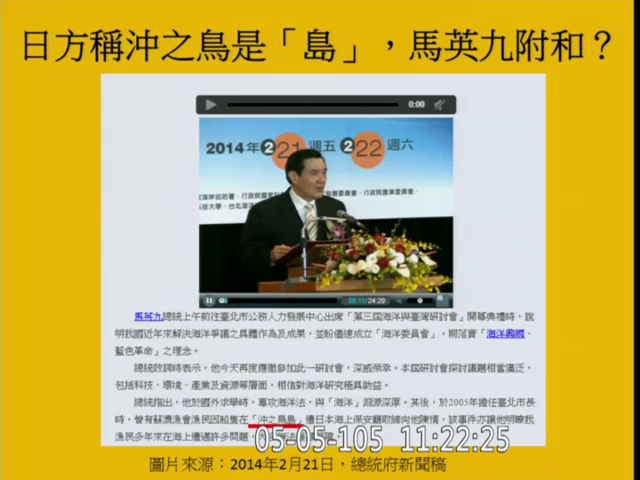 日方稱沖之鳥是「島」，馬英九附和？
0:00
2014年 2 21 週五 2 22 週六
00:11/24:20
馬英九總統上午前往臺北市公務人力發展中心出席「第三屆海洋與臺灣研討會」開幕典禮時，說
明我國近年來解決海洋爭議之具體作為及成果，並盼儘速成立「海洋委員會」，期落實「海洋興國、
藍色革命」之理念。
總統致詞時表示，他今天再度應邀參加此一研討會，深感榮幸。本屆研討會探討議題相當廣泛，
包括科技、環境、產業及資源等層面，相信對海洋研究極具助益。
總統指出，他於國外求學時，專攻海洋法，與「海洋」淵源深厚。其後，於2005年擔任臺北市長
時，曾有蘇澳漁會漁民因船隻在「沖之鳥島」遭日本海上保安廳取締向他陳情，該事件亦讓他明瞭我
漁民多年來在海上遭遇許多問題
05-05-105 11:22:25
圖片來源：2014年2月21日，總統府新聞稿